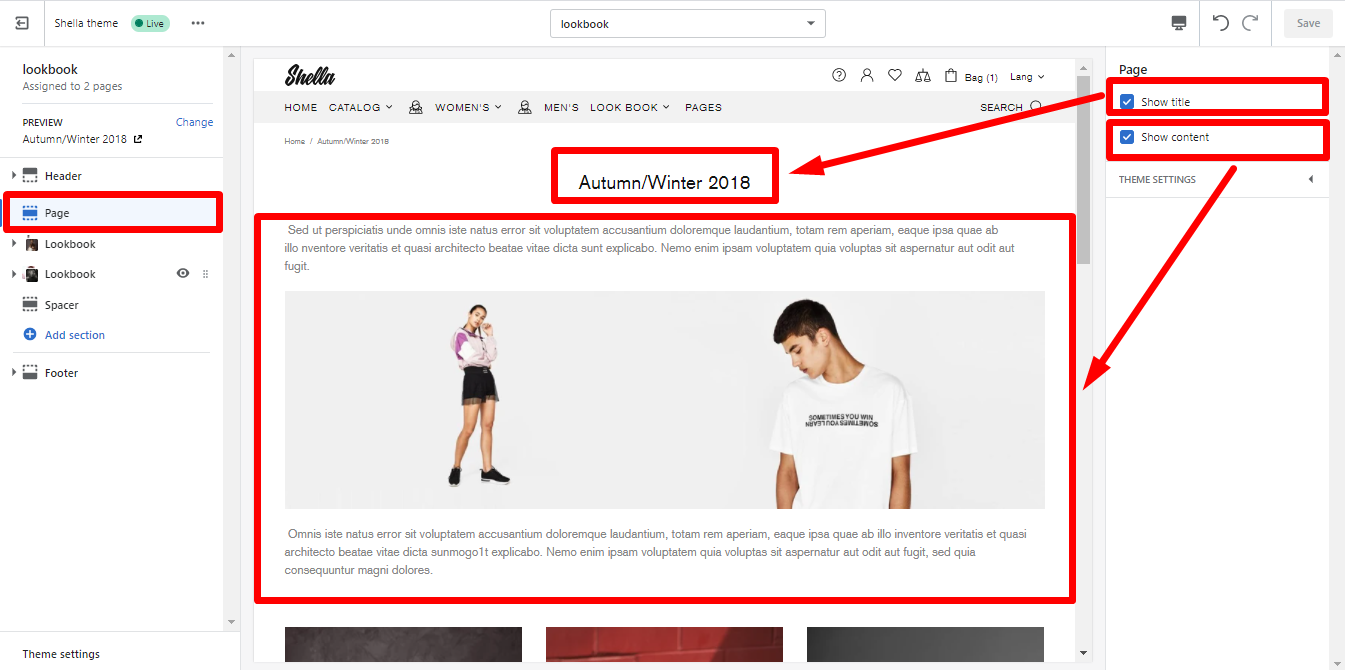 Shella theme
Live
lookbook
Save
lookbook
Assigned to 2 pages
PREVIEW
Change
Autumn/Winter 2018
Header
Page
Lookbook
Lookbook
Spacer
Add section
Footer
Theme settings
Shella
Bag (1)
Lang
HOME CATALOG WOMEN'S MEN'S LOOK BOOK PAGES
SEARCH
Home / Autumn/Winter 2018
Autumn/Winter 2018
Sed ut perspiciatis unde omnis iste natus error sit voluptatem accusantium doloremque laudantium, totam rem aperiam, eaque ipsa quae ab
illo nventore veritatis et quasi architecto beatae vitae dicta sunt explicabo. Nemo enim ipsam voluptatem quia voluptas sit aspernatur aut odit aut
fugit.
SOMETIMES YOU WIN
SOMETIMES YOU LEARN
Omnis iste natus error sit voluptatem accusantium doloremque laudantium, totam rem aperiam, eaque ipsa quae ab illo inventore veritatis et quasi
architecto beatae vitae dicta sunmogo1t explicabo. Nemo enim ipsam voluptatem quia voluptas sit aspernatur aut odit aut fugit, sed quia
consequuntur magni dolores.
Page
Show title
Show content
THEME SETTINGS